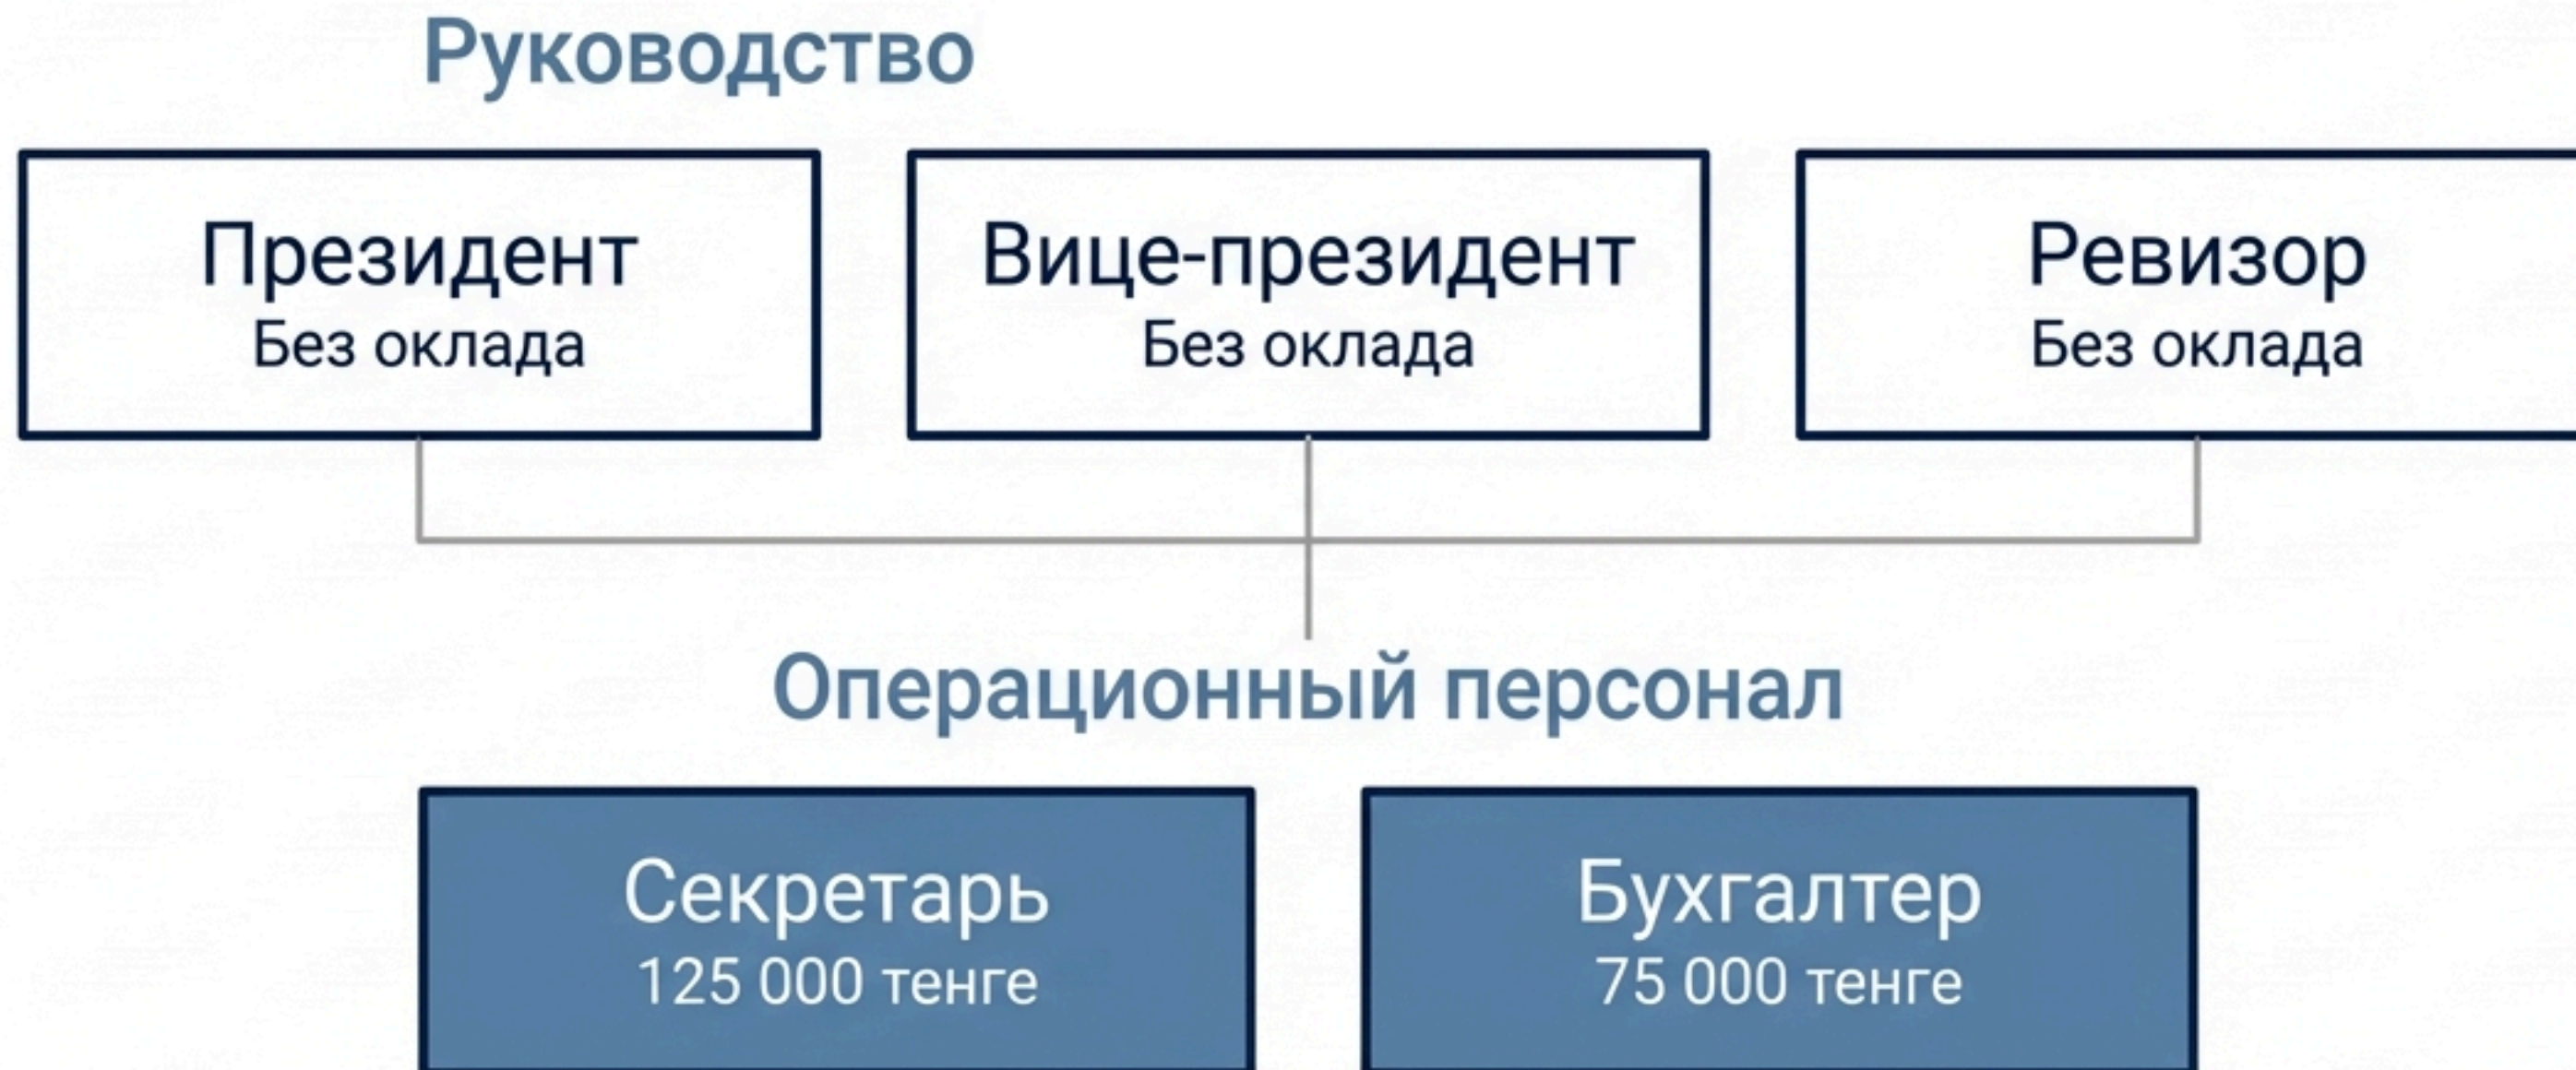 Руководство
Президент
Без оклада
Вице-президент
Без оклада
Ревизор
Без оклада
Операционный персонал
Секретарь
125 000 тенге
Бухгалтер
75 000 тенге